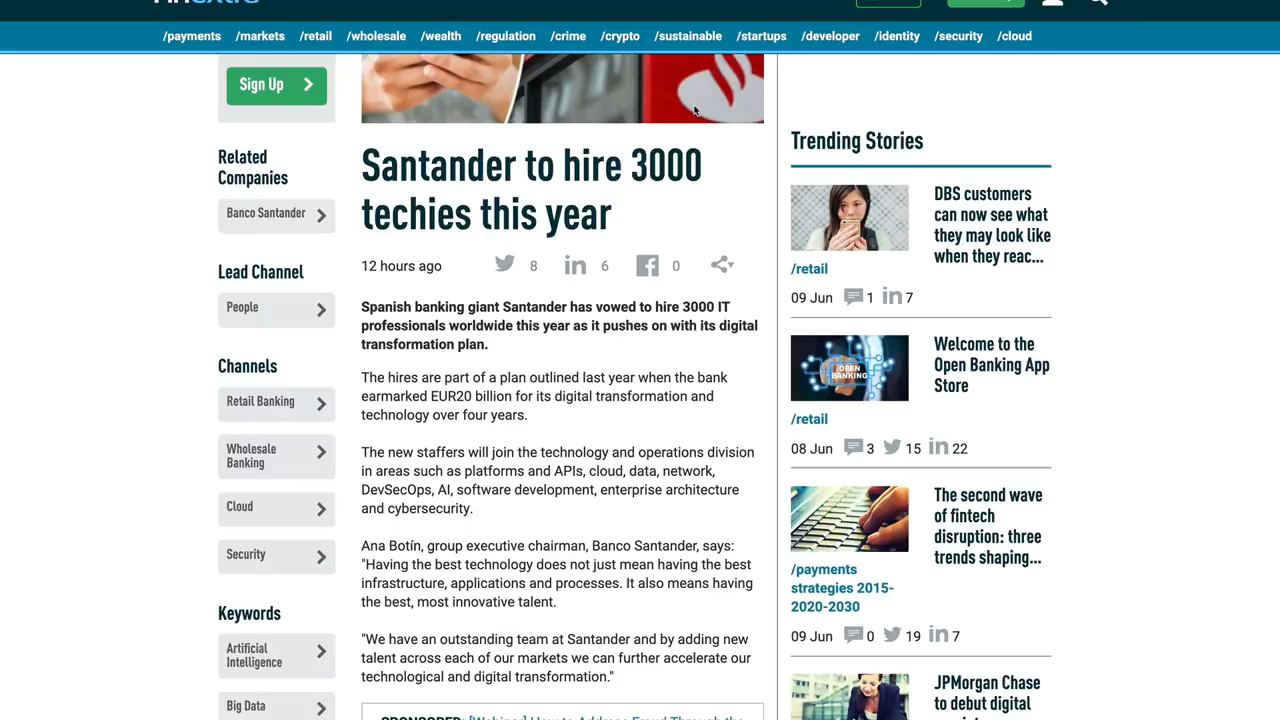 /payments /markets /retail /wholesale /wealth /regulation /crime /crypto /sustainable /startups /developer /identity /security /cloud
Sign Up
Related
Companies
Banco Santander
Lead Channel
People
Channels
Retail Banking
Wholesale
Banking
Cloud
Security
Keywords
Artificial
Intelligence
Big Data
Santander to hire 3000
techies this year
12 hours ago 8 6 0
Spanish banking giant Santander has vowed to hire 3000 IT
professionals worldwide this year as it pushes on with its digital
transformation plan.
The hires are part of a plan outlined last year when the bank
earmarked EUR20 billion for its digital transformation and
technology over four years.
The new staffers will join the technology and operations division
in areas such as platforms and APIs, cloud, data, network,
DevSecOps, AI, software development, enterprise architecture
and cybersecurity.
Ana Botín, group executive chairman, Banco Santander, says:
"Having the best technology does not just mean having the best
infrastructure, applications and processes. It also means having
the best, most innovative talent.
"We have an outstanding team at Santander and by adding new
talent across each of our markets we can further accelerate our
technological and digital transformation."
SPONSORED: [Webinar] How to Address Fraud Through the
Trending Stories
DBS customers
can now see what
they may look like
when they reac...
/retail
09 Jun 1 7
OPEN
BANKING
Welcome to the
Open Banking App
Store
/retail
08 Jun 3 15 22
The second wave
of fintech
disruption: three
trends shaping...
/payments
strategies 2015-
2020-2030
09 Jun 0 19 7
JPMorgan Chase
to debut digital